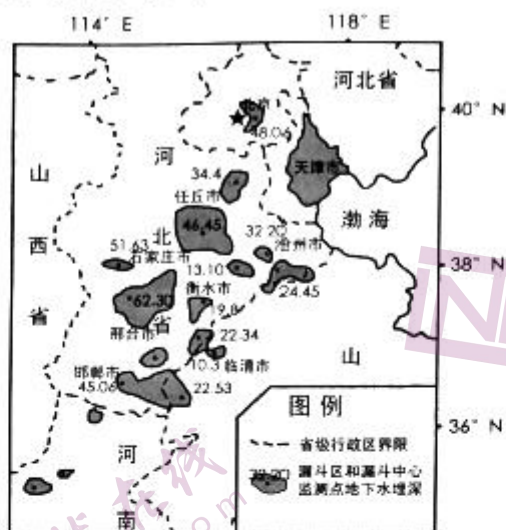 114° E
118° E
河北省
北京
40° N
48.06
河
天津市
山
34.4
任丘市
渤海
46.45
北
32.20
沧州市
西
51.63
石家庄市
13.10
38° N
衡水市
24.45
62.30
9.8
省
省
邢台市
22.34
10.3
临清市
山
邯郸市
45.06
22.53
图例
36° N
省级行政区界限
河
漏斗区和漏斗中心
监测点地下水埋深
南